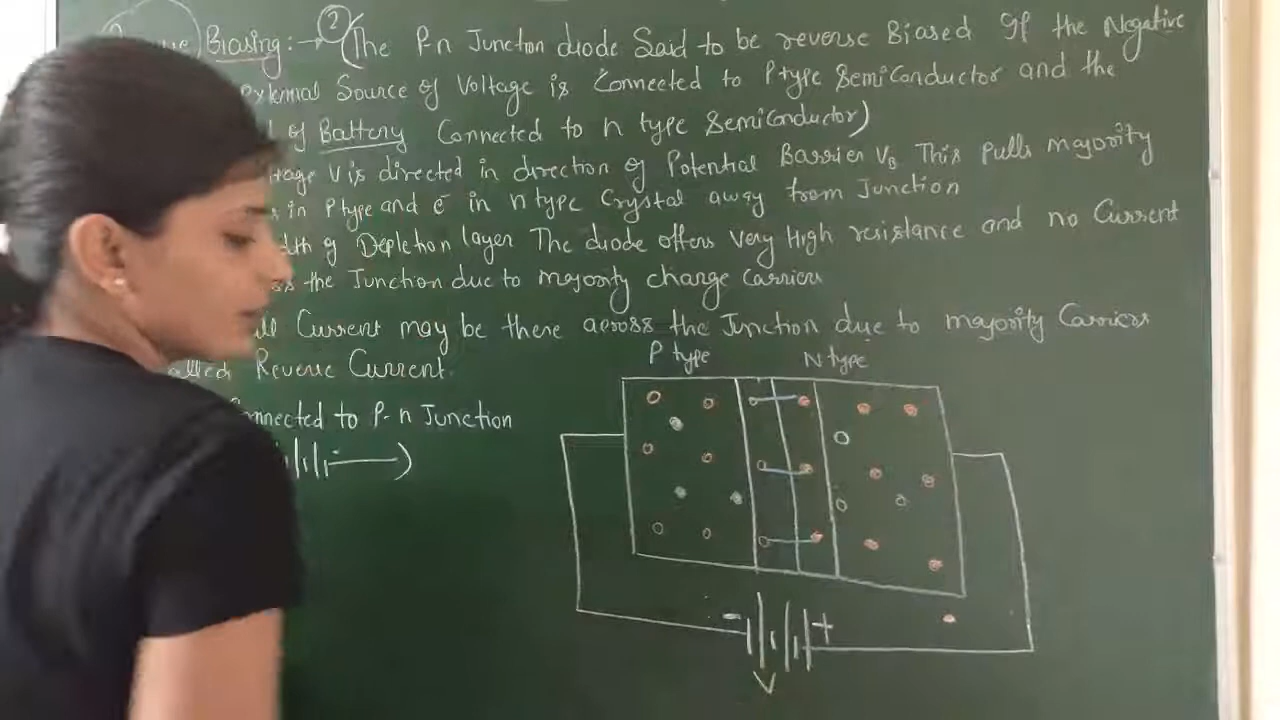 Biasing :→ ② (The P-n Junction diode Said to be reverse Biased If the Negative
External Source of Voltage is Connected to P type Semiconductor and the
of Battery Connected to n type Semiconductor)
V is directed in direction of Potential Barrier VB This pulls majority
in P type and e- in n type Crystal away from Junction
of Depletion layer The diode offers very High resistance and no Current
the Junction due to majority charge Carriers
Current may be there across the Junction due to majority Carriers
called Reverse Current.
Connected to P-n Junction
P type N type
- +
V